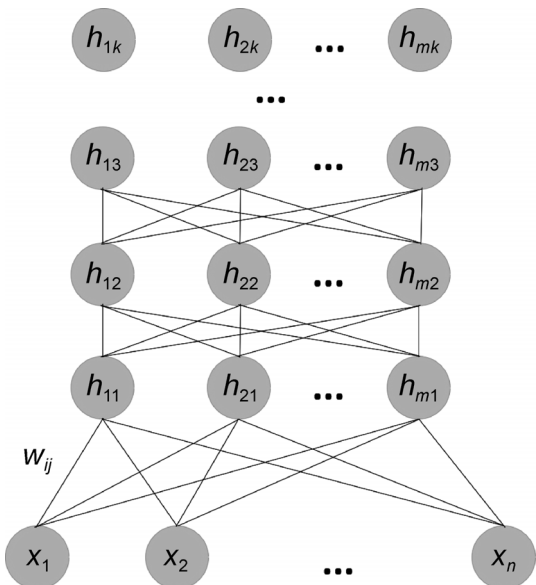 h₁ₖ h₂ₖ ... hₘₖ
...
h₁₃ h₂₃ ... hₘ₃
h₁₂ h₂₂ ... hₘ₂
h₁₁ h₂₁ ... hₘ₁
wᵢⱼ
x₁ x₂ ... xₙ